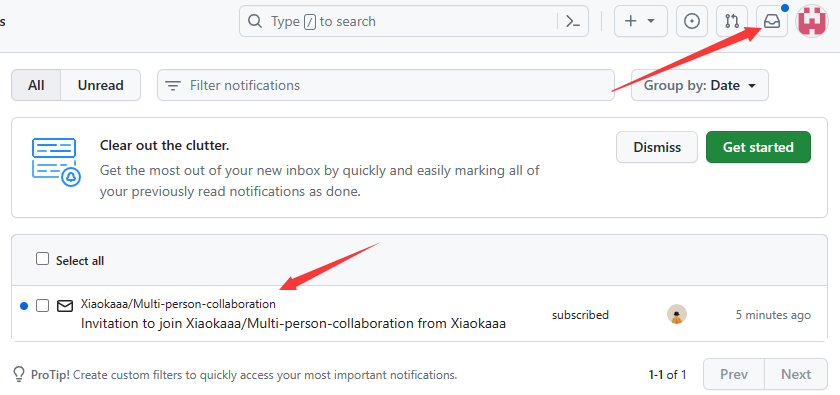 s
Type / to search
All
Unread
Filter notifications
Group by: Date
Clear out the clutter.
Get the most out of your new inbox by quickly and easily marking all of
your previously read notifications as done.
Dismiss
Get started
Select all
Xiaokaaa/Multi-person-collaboration
Invitation to join Xiaokaaa/Multi-person-collaboration from Xiaokaaa
subscribed
5 minutes ago
ProTip! Create custom filters to quickly access your most important notifications.
1-1 of 1
Prev
Next